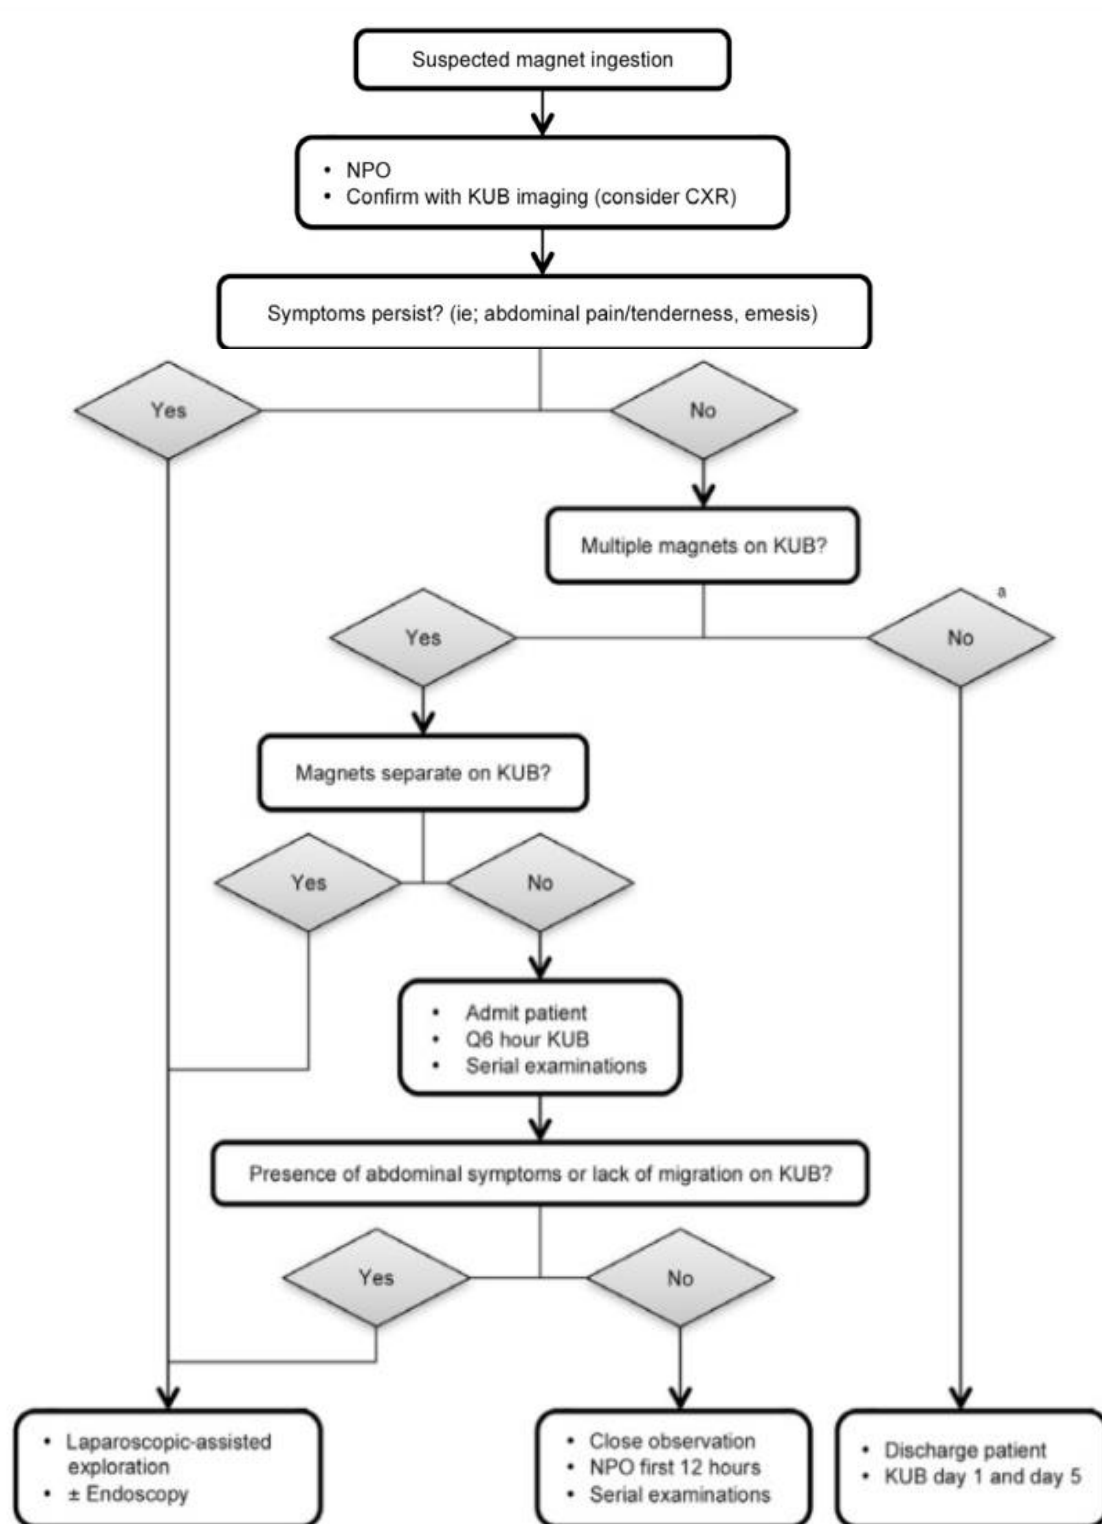 Suspected magnet ingestion
• NPO
• Confirm with KUB imaging (consider CXR)
Symptoms persist? (ie; abdominal pain/tenderness, emesis)
Yes
No
Multiple magnets on KUB?
a
Yes
No
Magnets separate on KUB?
Yes
No
• Admit patient
• Q6 hour KUB
• Serial examinations
Presence of abdominal symptoms or lack of migration on KUB?
Yes
No
• Laparoscopic-assisted
exploration
• ± Endoscopy
• Close observation
• NPO first 12 hours
• Serial examinations
• Discharge patient
• KUB day 1 and day 5